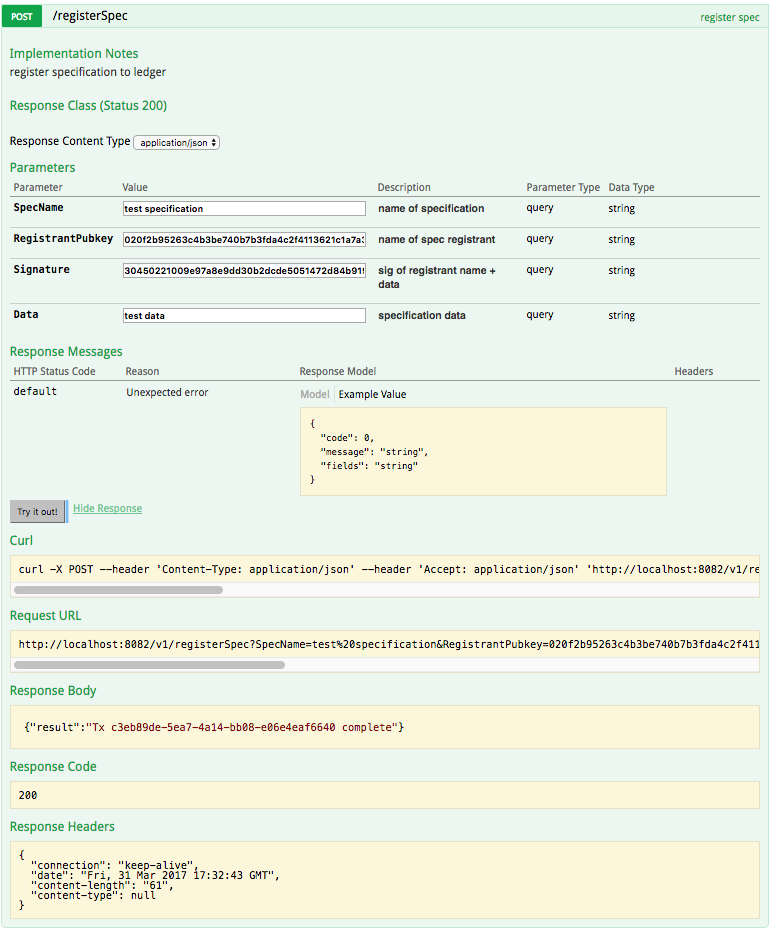 POST /registerSpec register spec
Implementation Notes
register specification to ledger
Response Class (Status 200)
Response Content Type application/json
Parameters
Parameter Value Description Parameter Type Data Type
SpecName test specification name of specification query string
RegistrantPubkey 020f2b95263c4b3be740b7b3fda4c2f4113621c1a7a3 name of spec registrant query string
Signature 30450221009e97a8e9dd30b2dcde5051472d84b91f sig of registrant name + query string
data
Data test data specification data query string
Response Messages
HTTP Status Code Reason Response Model Headers
default Unexpected error Model Example Value
{
"code": 0,
"message": "string",
"fields": "string"
}
Try it out! Hide Response
Curl
curl -X POST --header 'Content-Type: application/json' --header 'Accept: application/json' 'http://localhost:8082/v1/re
Request URL
http://localhost:8082/v1/registerSpec?SpecName=test%20specification&RegistrantPubkey=020f2b95263c4b3be740b7b3fda4c2f411
Response Body
{"result":"Tx c3eb89de-5ea7-4a14-bb08-e06e4eaf6640 complete"}
Response Code
200
Response Headers
{
"connection": "keep-alive",
"date": "Fri, 31 Mar 2017 17:32:43 GMT",
"content-length": "61",
"content-type": null
}